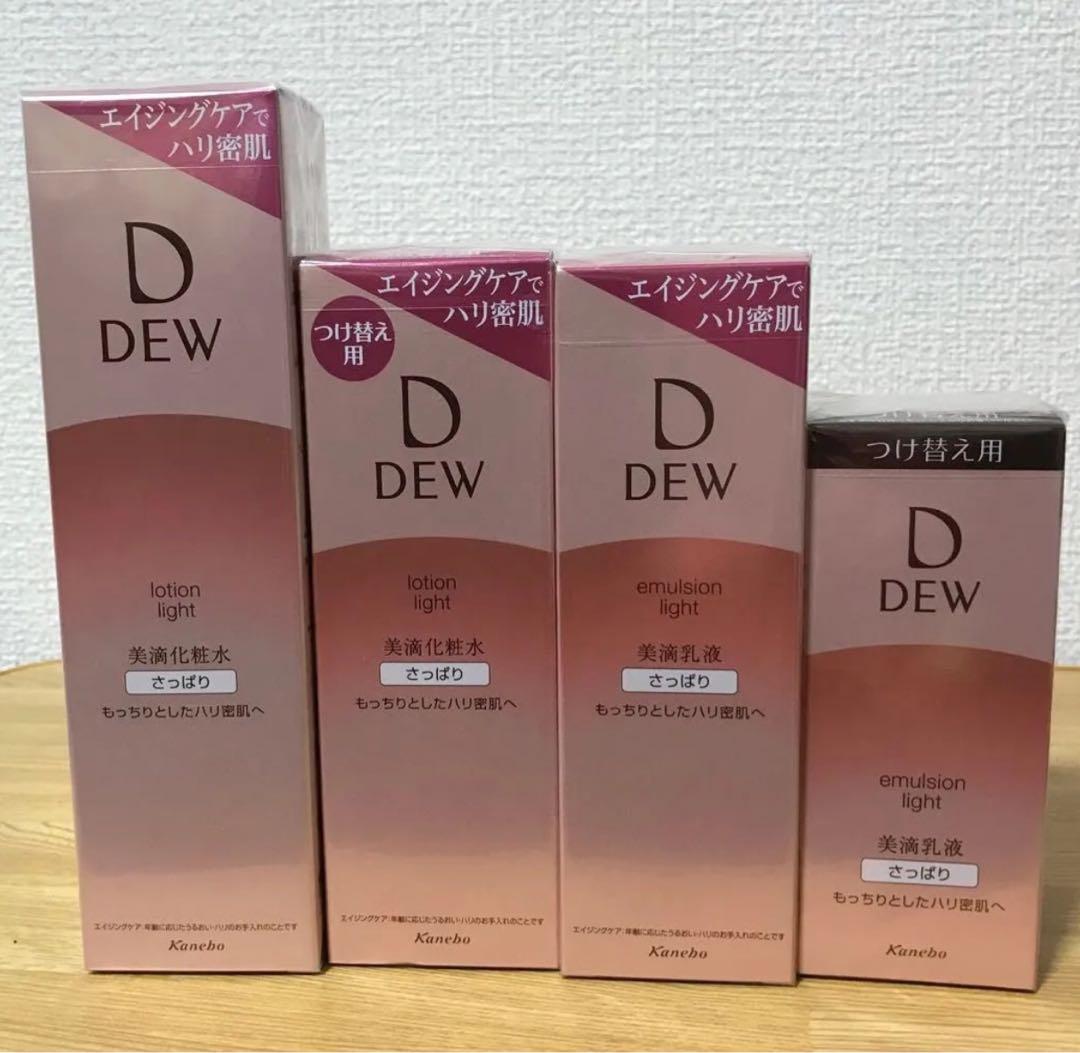 エイジングケアで
ハリ密肌
D
DEW
lotion
light
美滴化粧水
さっぱり
もっちりとしたハリ密肌へ
エイジングケア:年齢に応じたうるおい・ハリのお手入れのことです
Kanebo
エイジングケアで
ハリ密肌
つけ替え
用
D
DEW
lotion
light
美滴化粧水
さっぱり
もっちりとしたハリ密肌へ
エイジングケア:年齢に応じたうるおい・ハリのお手入れのことです
Kanebo
エイジングケアで
ハリ密肌
D
DEW
emulsion
light
美滴乳液
さっぱり
もっちりとしたハリ密肌へ
エイジングケア:年齢に応じたうるおい・ハリのお手入れのことです
Kanebo
つけ替え用
D
DEW
emulsion
light
美滴乳液
さっぱり
もっちりとしたハリ密肌へ
Kanebo